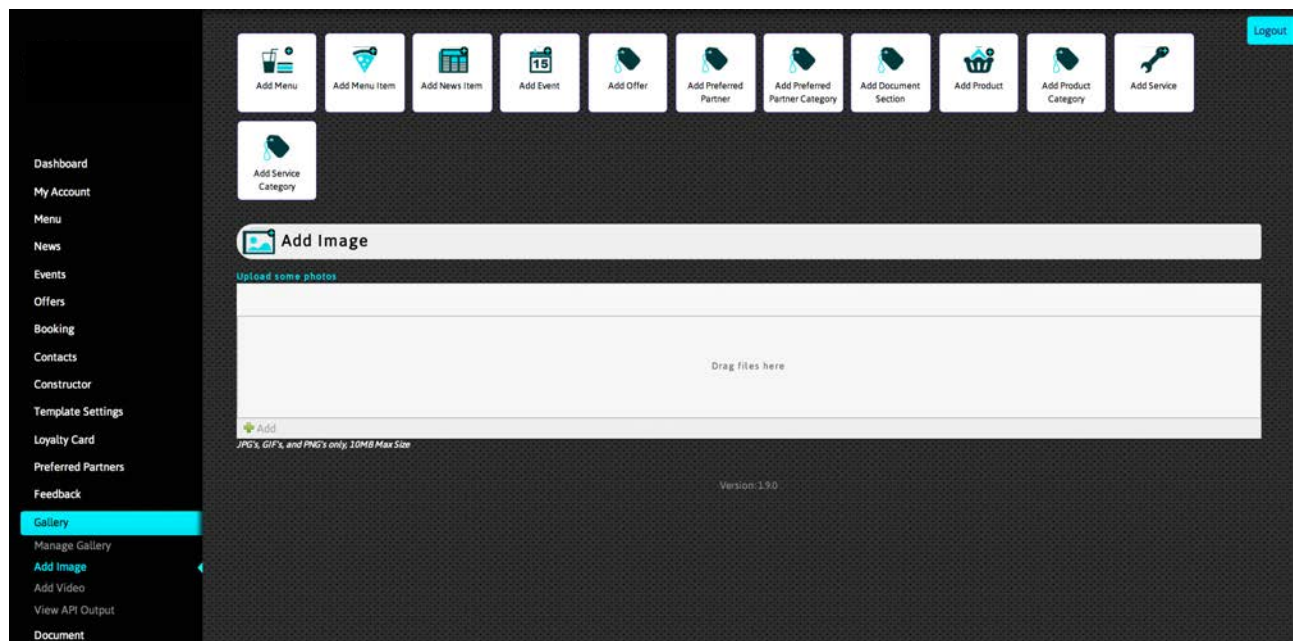 Logout
Add Menu
Add Menu Item
Add News Item
15
Add Event
Add Offer
Add Preferred
Partner
Add Preferred
Partner Category
Add Document
Section
Add Product
Add Product
Category
Add Service
Add Service
Category
Dashboard
My Account
Menu
News
Events
Offers
Booking
Contacts
Constructor
Template Settings
Loyalty Card
Preferred Partners
Feedback
Gallery
Manage Gallery
Add Image
Add Video
View API Output
Document
Add Image
Upload some photos
Drag files here
Add
JPG's, GIF's, and PNG's only, 10MB Max Size
Version: 1.9.0